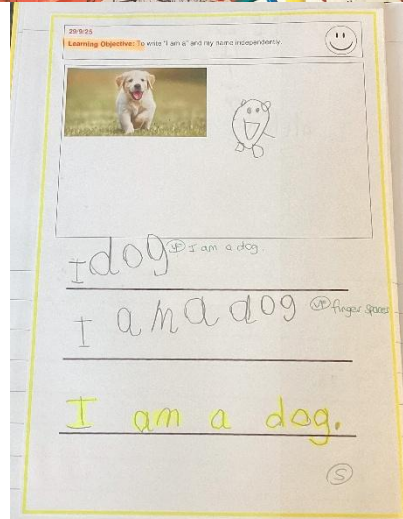 29/9/25
Learning Objective: To write "I am a" and my name independently.
I dog VF I am a dog.
I am a dog VF finger spaces
I am a dog.
S